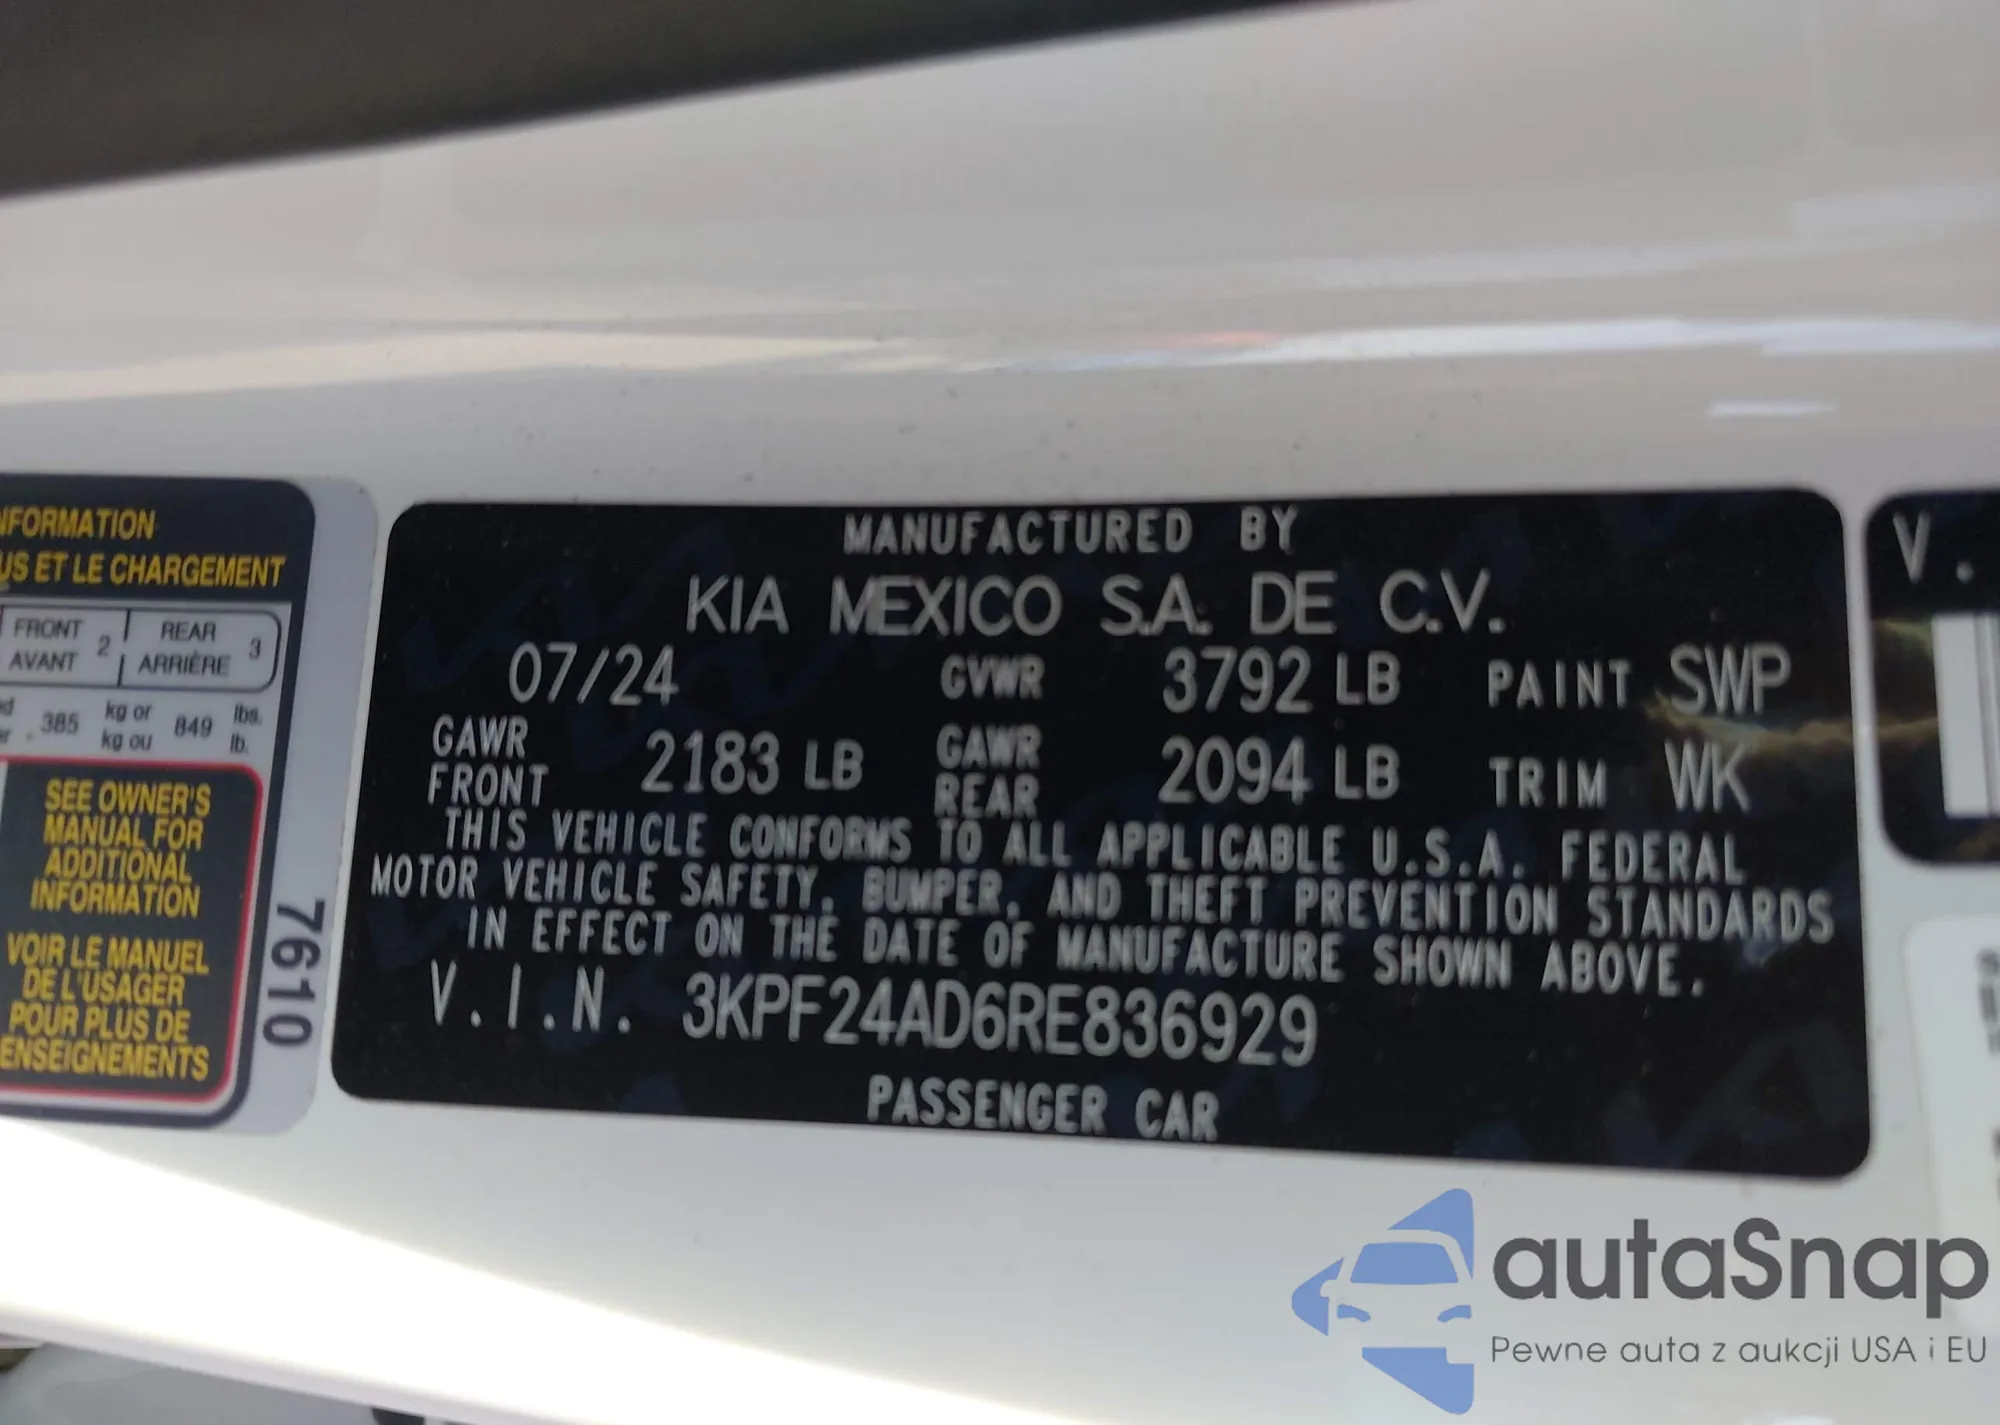 NFORMATION
US ET LE CHARGEMENT
FRONT 2 REAR 3
AVANT ARRIÈRE
385 kg or 849 lbs.
kg ou lb.
SEE OWNER'S
MANUAL FOR
ADDITIONAL
INFORMATION
VOIR LE MANUEL
DE L'USAGER
POUR PLUS DE
ENSEIGNEMENTS
7610
MANUFACTURED BY
KIA MEXICO S.A. DE C.V.
07/24 GVWR 3792 LB PAINT SWP
GAWR FRONT 2183 LB GAWR REAR 2094 LB TRIM WK
THIS VEHICLE CONFORMS TO ALL APPLICABLE U.S.A. FEDERAL
MOTOR VEHICLE SAFETY, BUMPER, AND THEFT PREVENTION STANDARDS
IN EFFECT ON THE DATE OF MANUFACTURE SHOWN ABOVE.
V.I.N. 3KPF24AD6RE836929
PASSENGER CAR
V.
autaSnap
Pewne auta z aukcji USA i EU